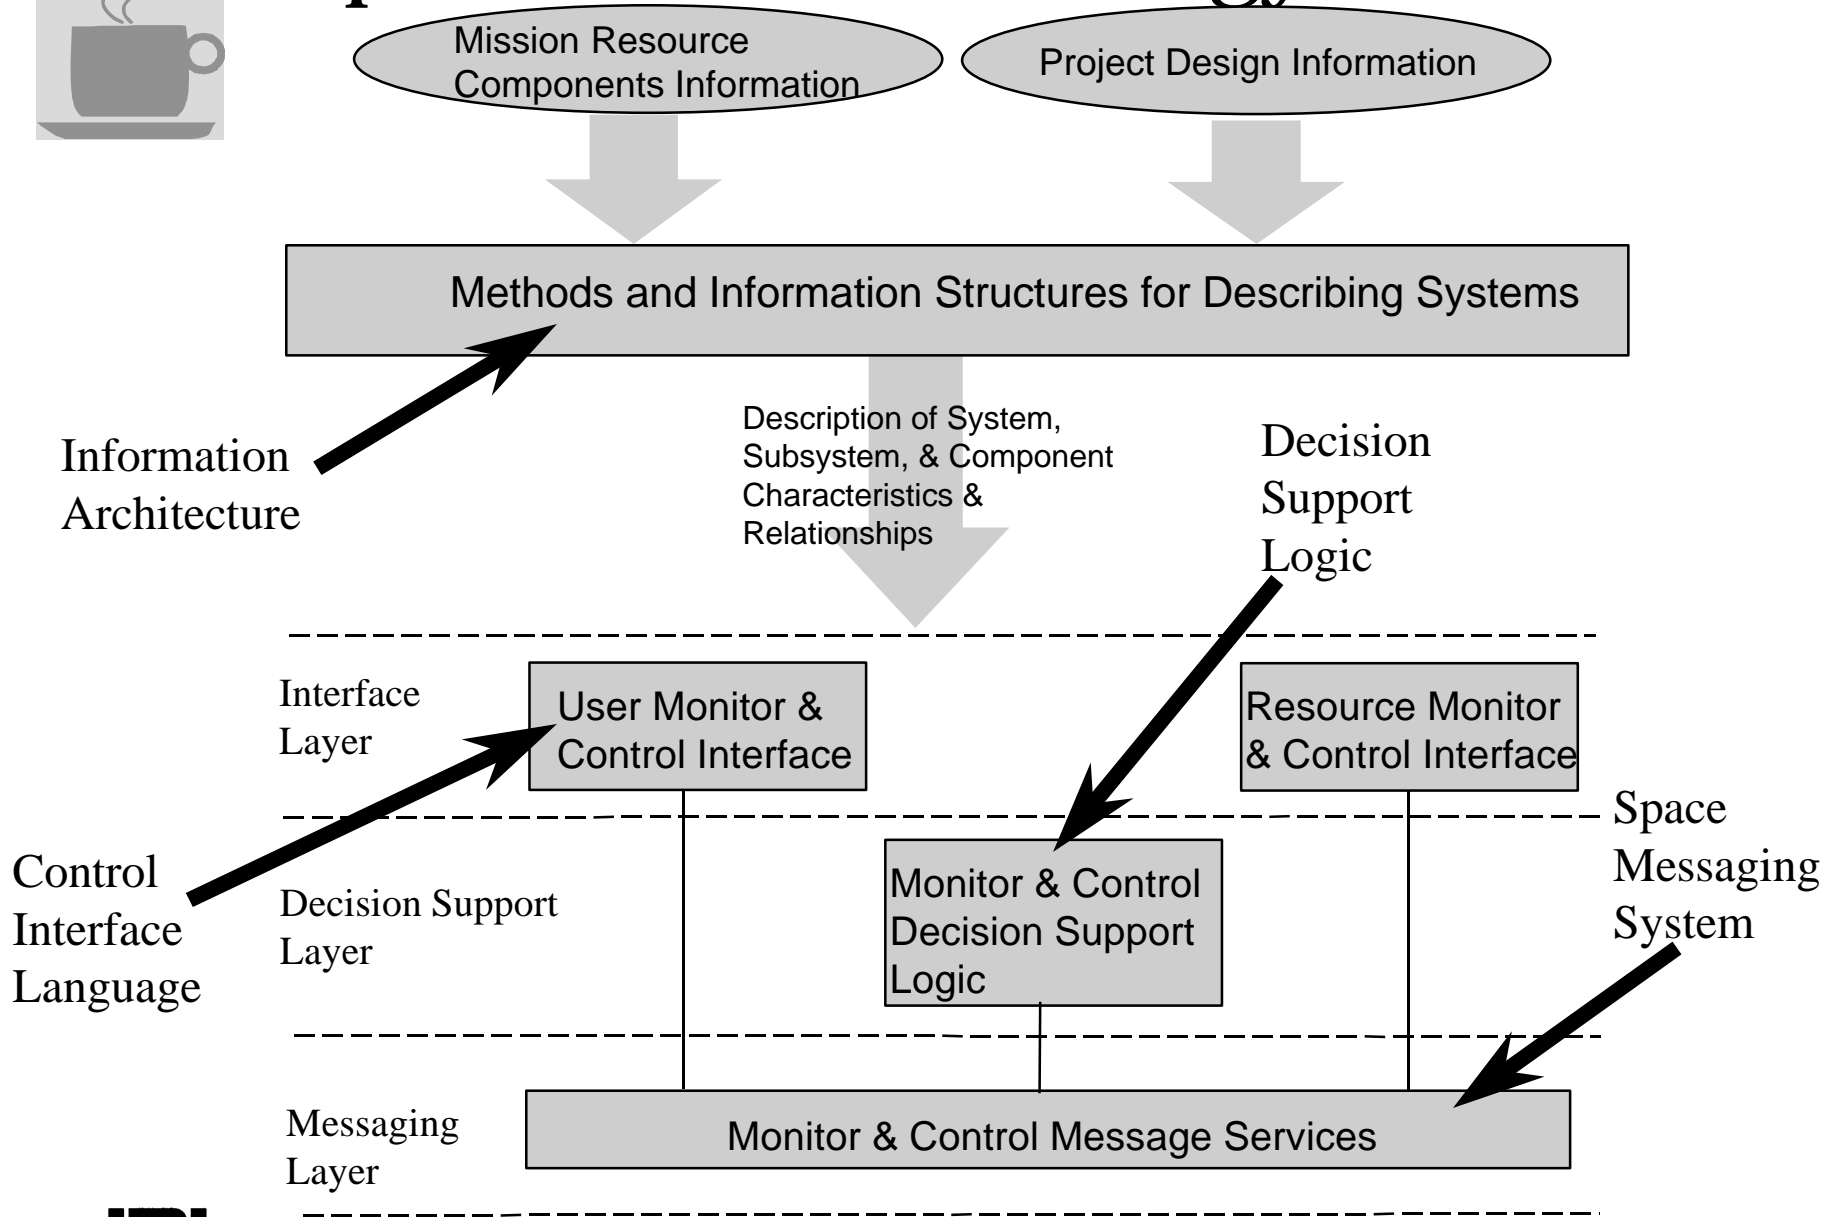 Mission Resource
Components Information
Project Design Information
Methods and Information Structures for Describing Systems
Information
Architecture
Description of System,
Subsystem, & Component
Characteristics &
Relationships
Decision
Support
Logic
Interface
Layer
User Monitor &
Control Interface
Resource Monitor
& Control Interface
Control
Interface
Language
Decision Support
Layer
Monitor & Control
Decision Support
Logic
Space
Messaging
System
Messaging
Layer
Monitor & Control Message Services